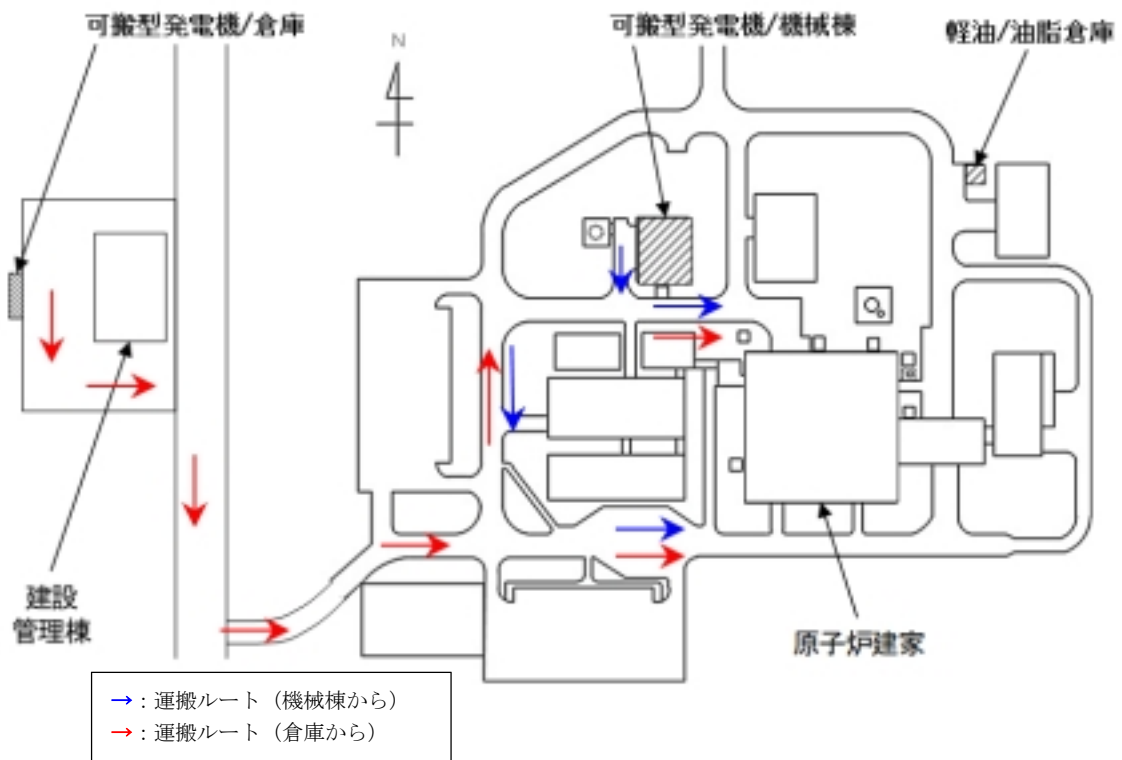 可搬型発電機/倉庫
可搬型発電機/機械棟
軽油/油脂倉庫
N
建設
管理棟
原子炉建家
→：運搬ルート（機械棟から）
→：運搬ルート（倉庫から）